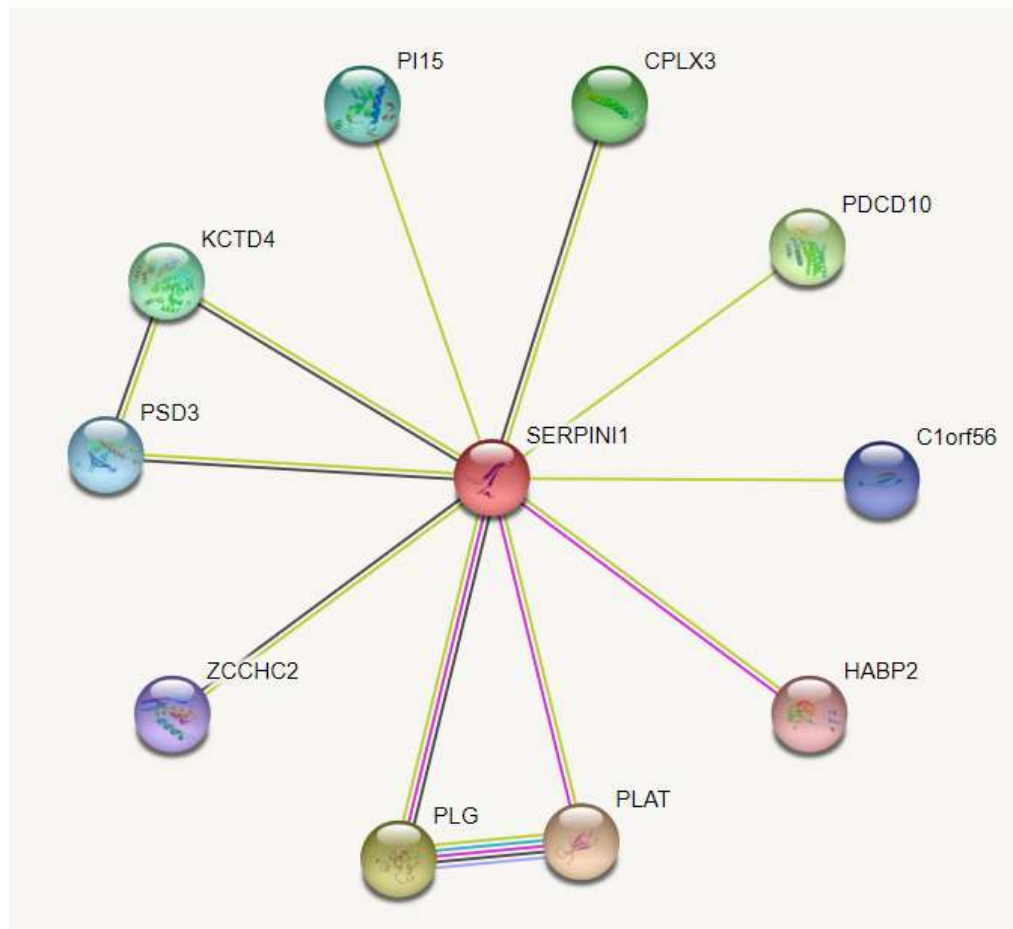 PI15
CPLX3
PDCD10
KCTD4
PSD3
SERPINI1
C1orf56
ZCCHC2
HABP2
PLG
PLAT